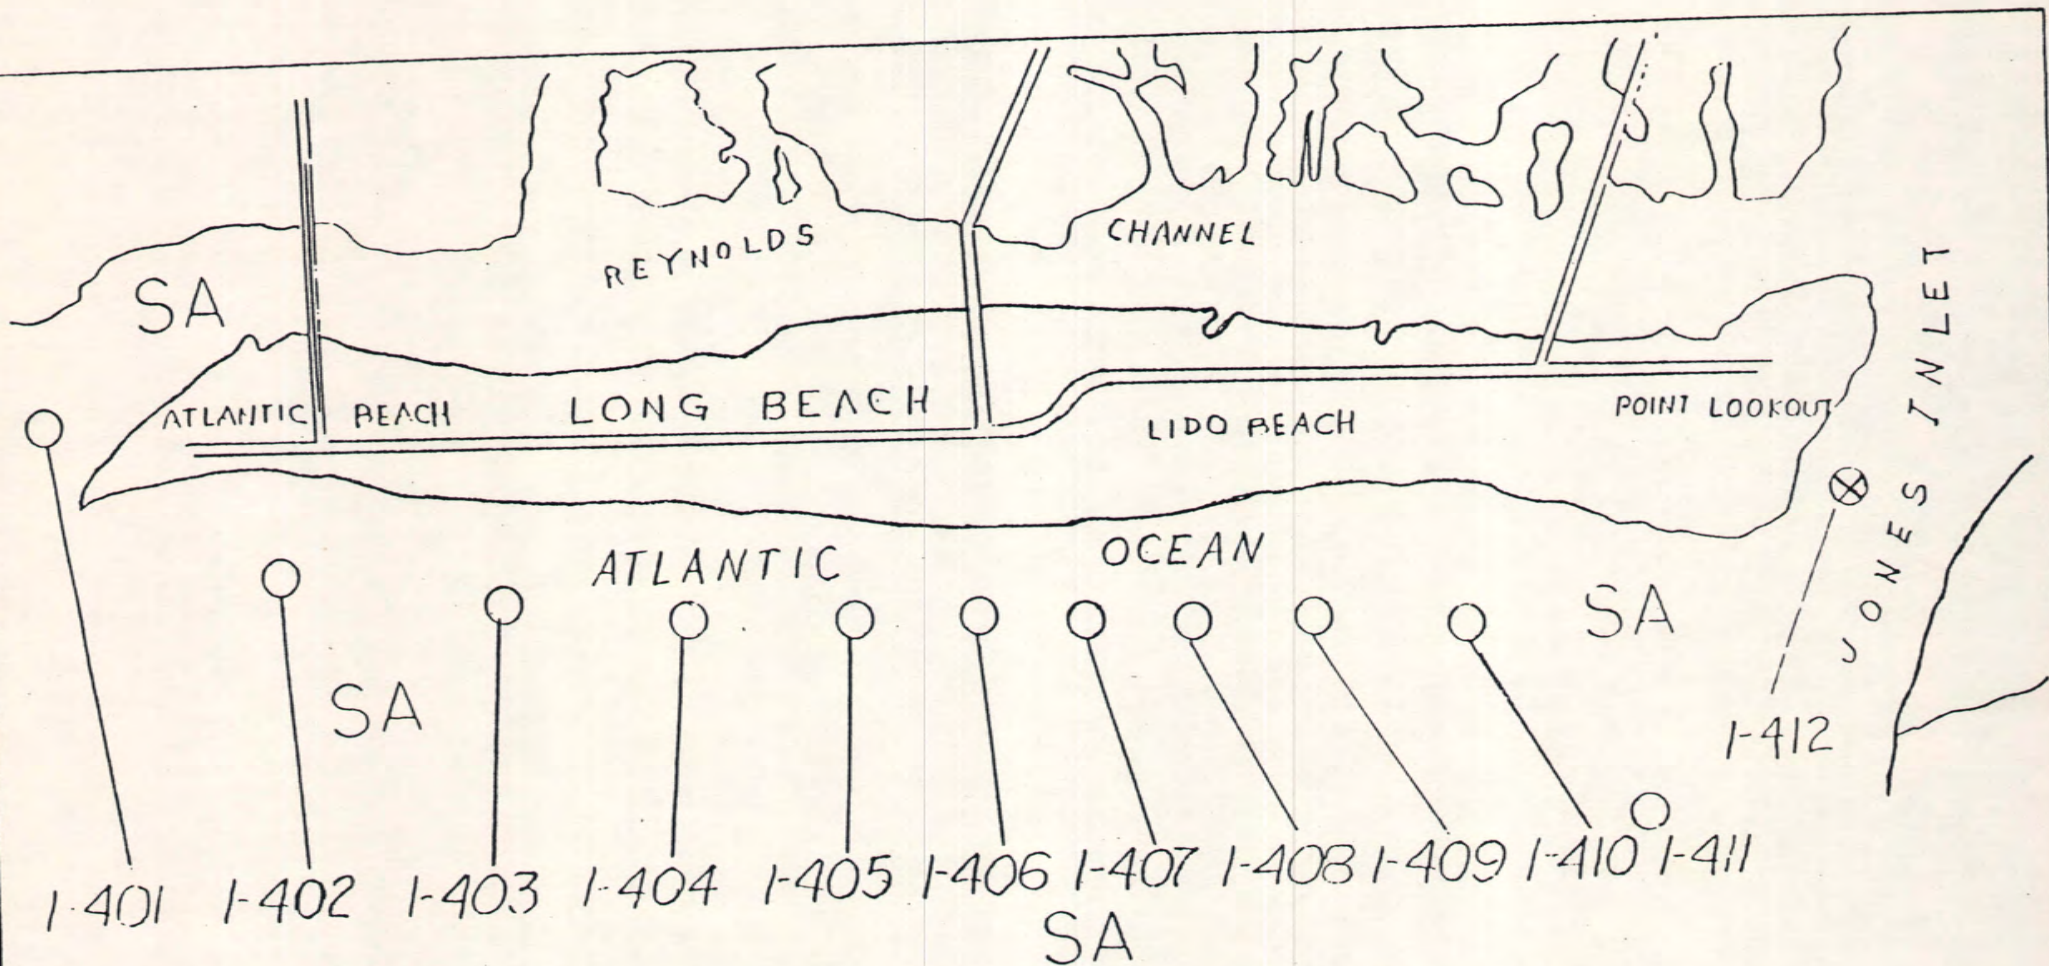 REYNOLDS CHANNEL
SA
ATLANTIC BEACH LONG BEACH LIDO BEACH POINT LOOKOUT
JONES INLET
ATLANTIC OCEAN
SA
SA
1-412
1-401 1-402 1-403 1-404 1-405 1-406 1-407 1-408 1-409 1-410 1-411
SA